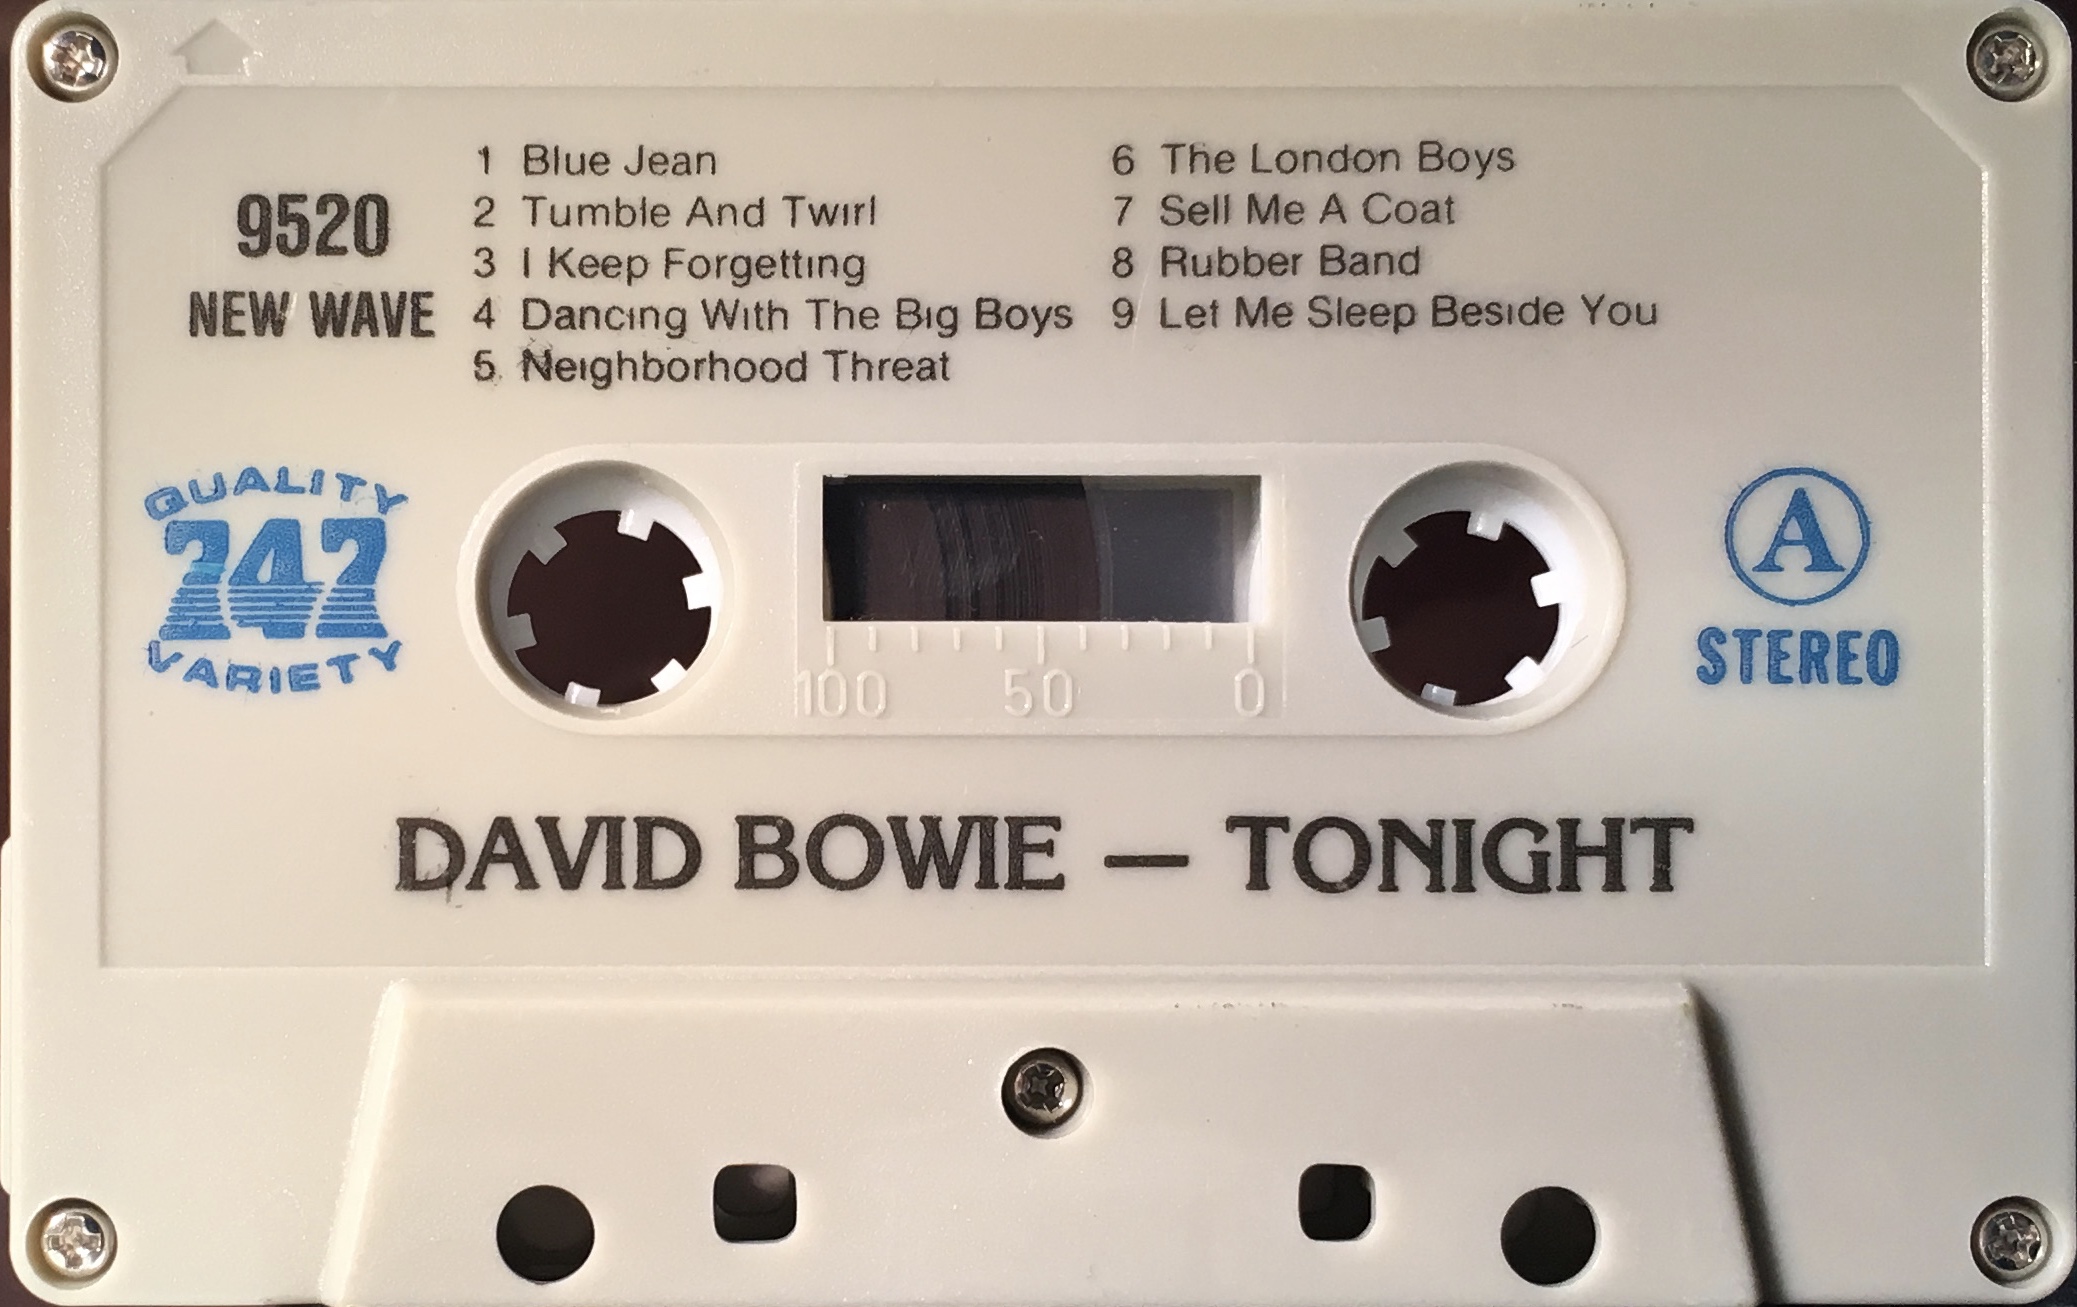 1 Blue Jean
2 Tumble And Twirl
3 I Keep Forgetting
4 Dancing With The Big Boys
5 Neighborhood Threat
6 The London Boys
7 Sell Me A Coat
8 Rubber Band
9 Let Me Sleep Beside You
9520
NEW WAVE
QUALITY
747
VARIETY
100 50 0
A
STEREO
DAVID BOWIE — TONIGHT